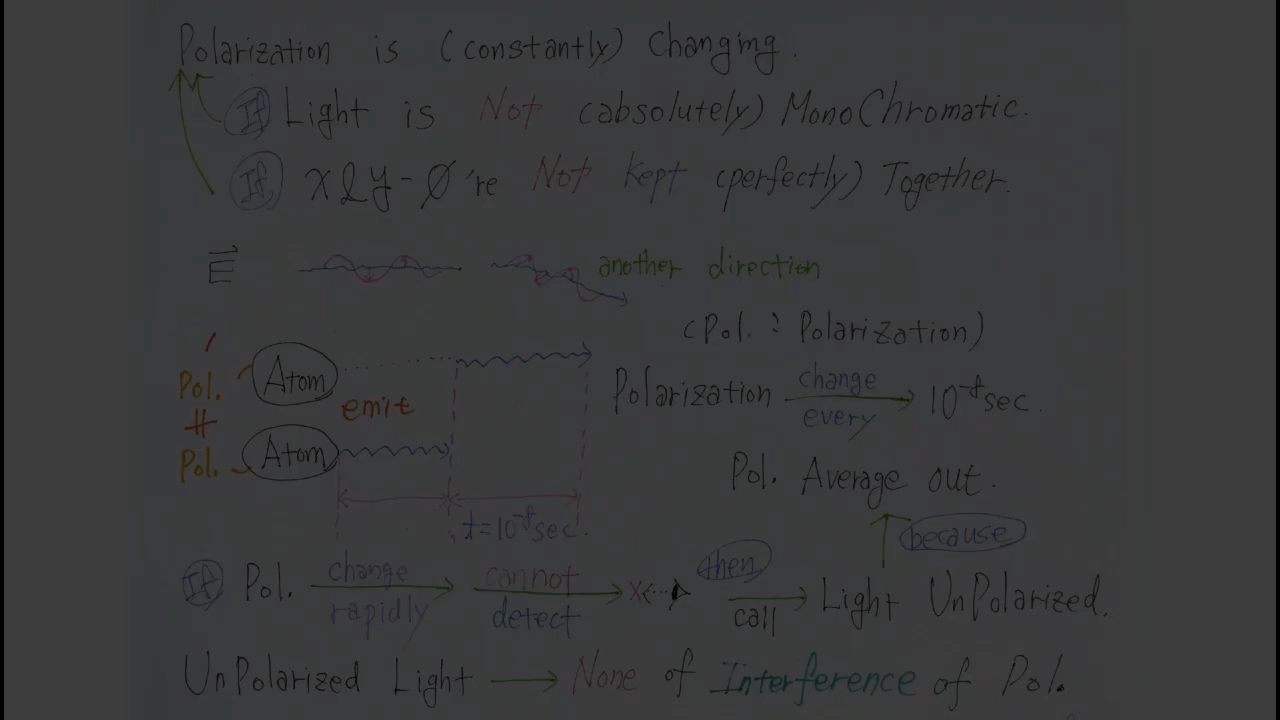 Polarization is (constantly) Changing.
If Light is Not (absolutely) MonoChromatic.
If x & y - Ø 're Not Kept (perfectly) Together.
E another direction
(Pol. : Polarization)
Pol. Atom
emit
Polarization change every 10⁻⁸ sec.
Pol. Atom
Pol. Average out.
t=10⁻⁸sec.
because
If Pol. change rapidly cannot detect x then call Light UnPolarized.
UnPolarized Light → None of Interference of Pol.